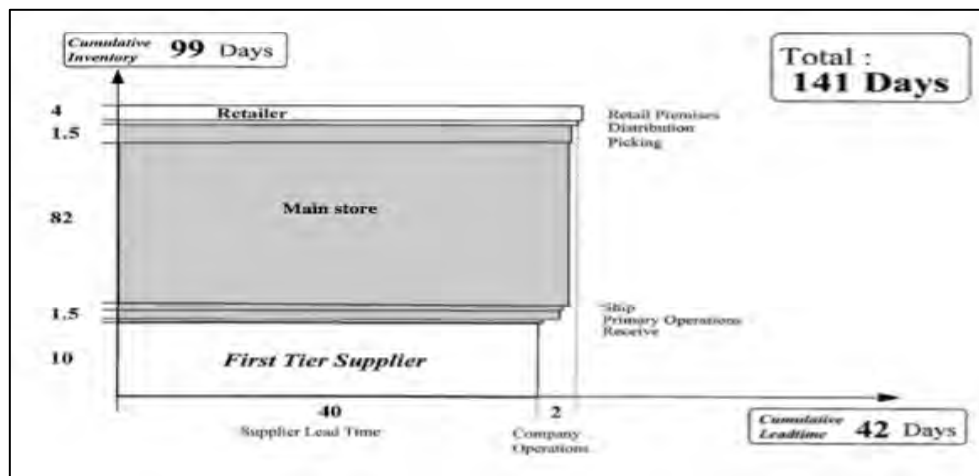 Cumulative
Inventory 99 Days
Total :
141 Days
4
Retailer
Retail Premises
1.5
Distribution
Picking
82
Main store
1.5
Ship
Primary Operations
Receive
10
First Tier Supplier
40
2
Supplier Lead Time
Company
Operations
Cumulative
Leadtime 42 Days